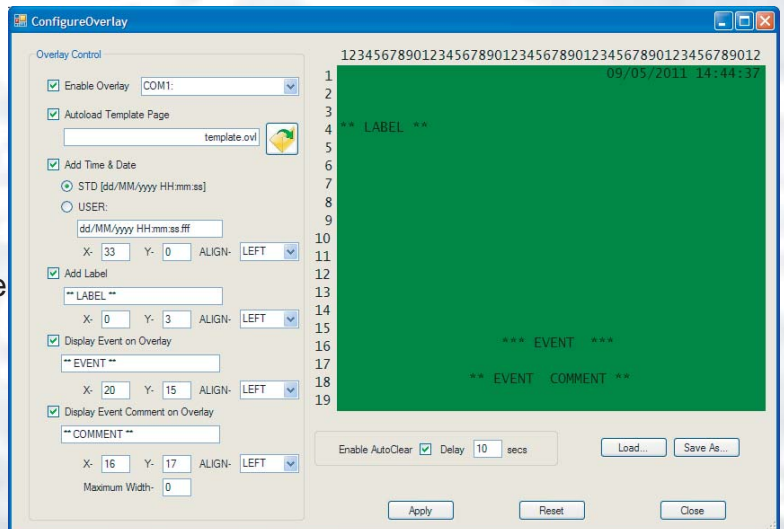 ConfigureOverlay
Overlay Control
Enable Overlay COM1:
Autoload Template Page
template.ovl
Add Time & Date
STD [dd/MM/yyyy HH:mm:ss]
USER:
dd/MM/yyyy HH:mm:ss.fff
X- 33 Y- 0 ALIGN- LEFT
Add Label
** LABEL **
X- 0 Y- 3 ALIGN- LEFT
Display Event on Overlay
** EVENT **
X- 20 Y- 15 ALIGN- LEFT
Display Event Comment on Overlay
** COMMENT **
X- 16 Y- 17 ALIGN- LEFT
Maximum Width- 0
e
1234567890123456789012345678901234567890123456789012
1 09/05/2011 14:44:37
2
3
4 ** LABEL **
5
6
7
8
9
10
11
12
13
14
15
16 *** EVENT ***
17
18 ** EVENT COMMENT **
19
Enable AutoClear Delay 10 secs
Load... Save As...
Apply Reset Close